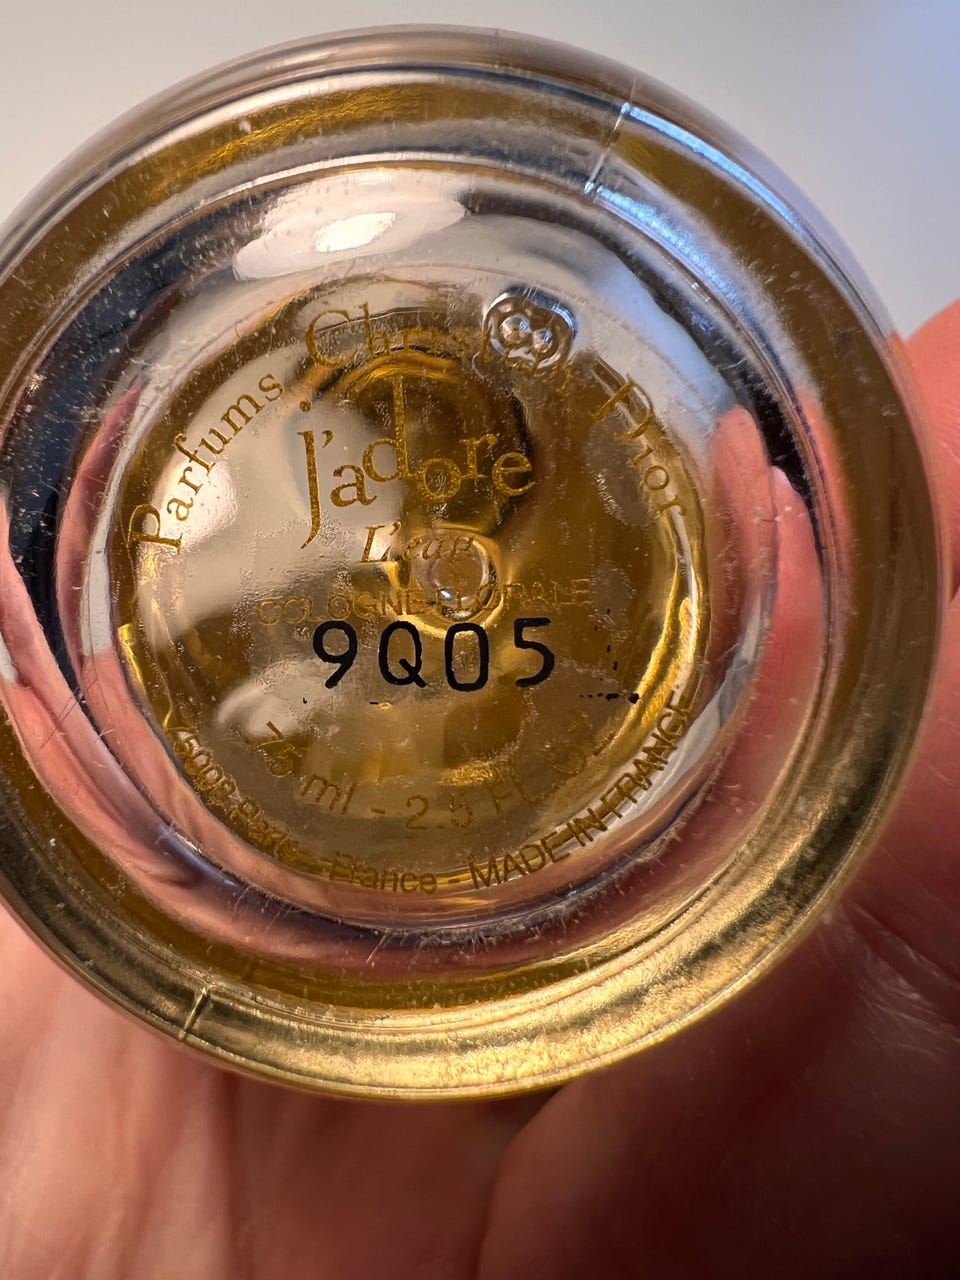 Parfums Christian Dior
j'adore
L'eau
COLOGNE FLORALE
9Q05
75 ml - 2.5 FL. OZ.
75008 Paris - France - MADE IN FRANCE